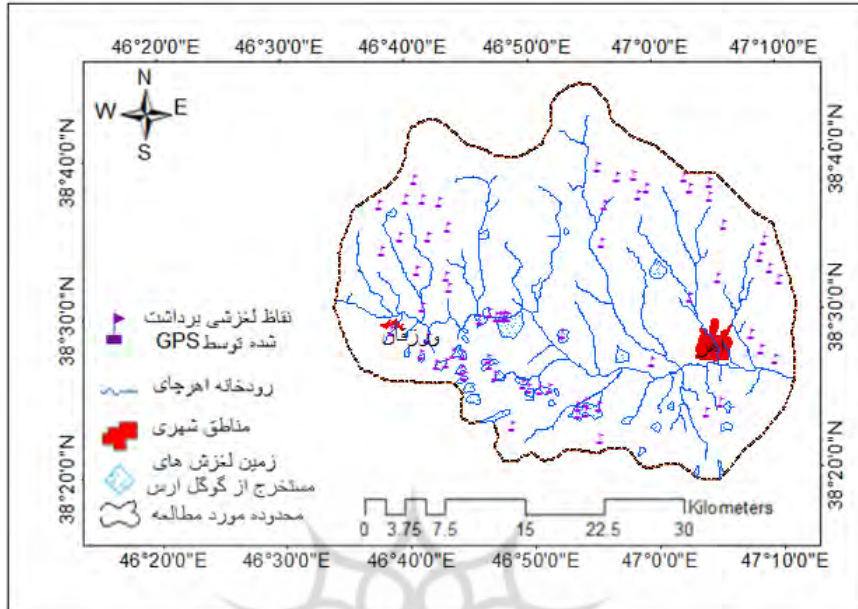 46°20'0"E 46°30'0"E 46°40'0"E 46°50'0"E 47°0'0"E 47°10'0"E
N
W E
S
38°40'0"N 38°40'0"N
38°30'0"N 38°30'0"N
38°20'0"N 38°20'0"N
ورزقان
اهر
نقاط لغزشی برداشت
شده توسط GPS
رودخانه اهرچای
مناطق شهری
زمین لغزش های
مستخرج از گوگل ارس
محدوده مورد مطالعه
Kilometers
0 3.75 7.5 15 22.5 30
46°20'0"E 46°30'0"E 46°40'0"E 46°50'0"E 47°0'0"E 47°10'0"E